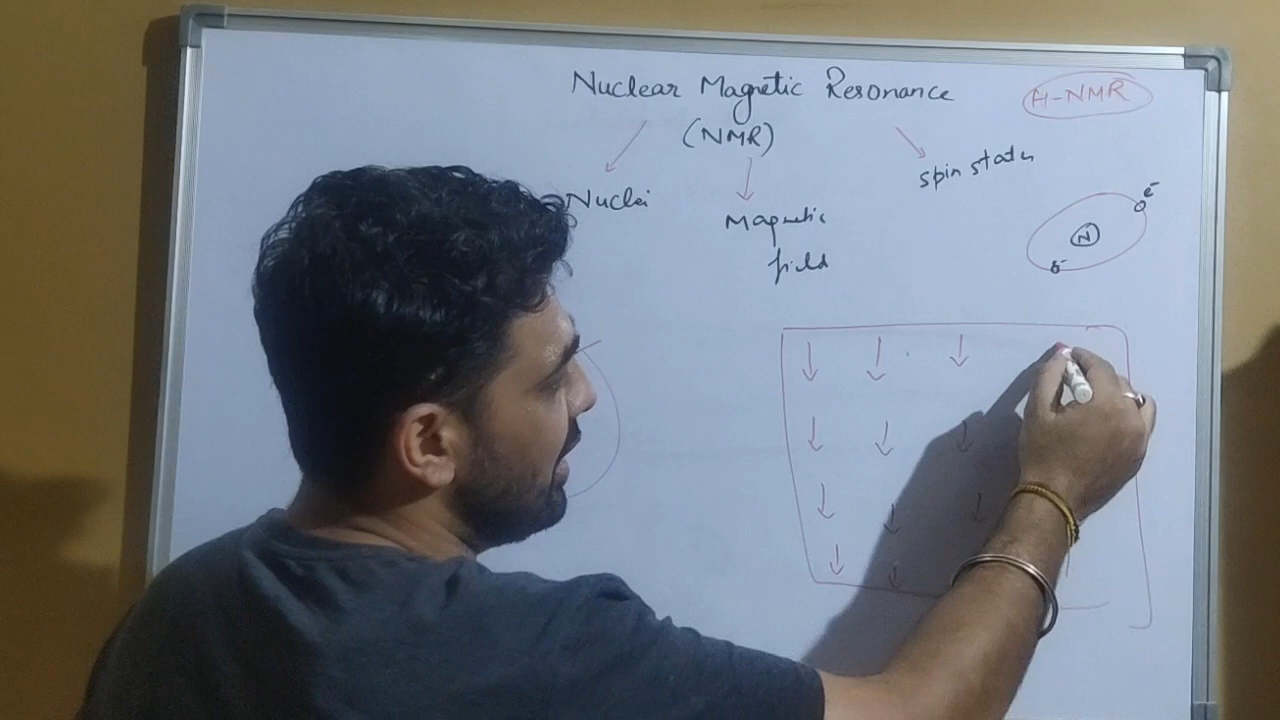 Nuclear Magnetic Resonance
(NMR)
H-NMR
Nuclei
Magnetic
field
spin states
e⁻
N
e⁻